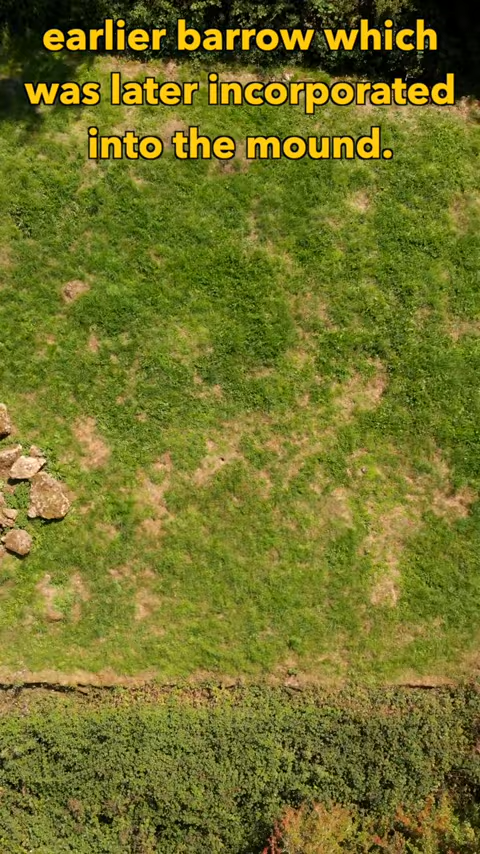 earlier barrow which
was later incorporated
into the mound.